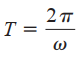 T = 2π / ω